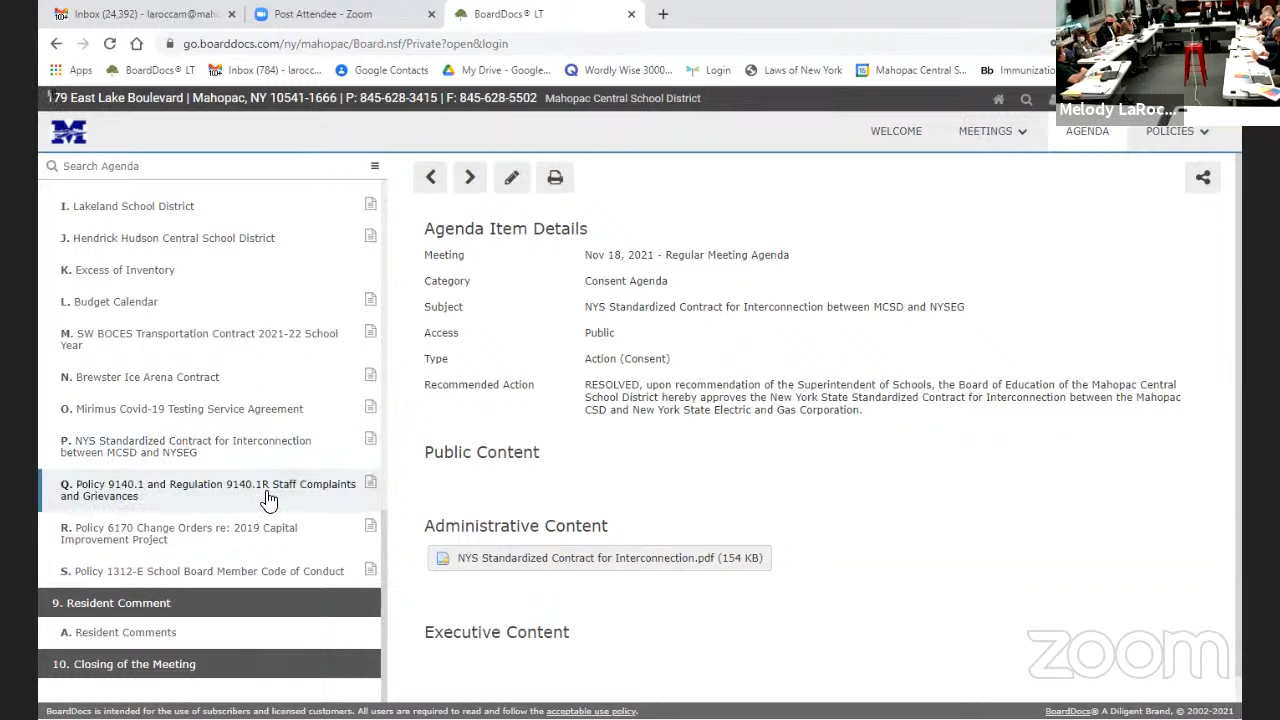 Inbox (24,392) - laroccam@mah
Post Attendee - Zoom
BoardDocs® LT
go.boarddocs.com/ny/mahopac/Board.nsf/Private?open&login
Apps
BoardDocs® LT
Inbox (784) - larocc...
Google Contacts
My Drive - Google...
Wordly Wise 3000...
Login
Laws of New York
Mahopac Central S...
Bb Immunizatio
Melody LaRoc...
179 East Lake Boulevard | Mahopac, NY 10541-1666 | P: 845-628-3415 | F: 845-628-5502 Mahopac Central School District
M
WELCOME
MEETINGS
AGENDA
POLICIES
Search Agenda
I. Lakeland School District
J. Hendrick Hudson Central School District
K. Excess of Inventory
L. Budget Calendar
M. SW BOCES Transportation Contract 2021-22 School
Year
N. Brewster Ice Arena Contract
O. Mirimus Covid-19 Testing Service Agreement
P. NYS Standardized Contract for Interconnection
between MCSD and NYSEG
Q. Policy 9140.1 and Regulation 9140.1R Staff Complaints
and Grievances
R. Policy 6170 Change Orders re: 2019 Capital
Improvement Project
S. Policy 1312-E School Board Member Code of Conduct
9. Resident Comment
A. Resident Comments
10. Closing of the Meeting
Agenda Item Details
Meeting Nov 18, 2021 - Regular Meeting Agenda
Category Consent Agenda
Subject NYS Standardized Contract for Interconnection between MCSD and NYSEG
Access Public
Type Action (Consent)
Recommended Action RESOLVED, upon recommendation of the Superintendent of Schools, the Board of Education of the Mahopac Central
School District hereby approves the New York State Standardized Contract for Interconnection between the Mahopac
CSD and New York State Electric and Gas Corporation.
Public Content
Administrative Content
NYS Standardized Contract for Interconnection.pdf (154 KB)
Executive Content
zoom
BoardDocs is intended for the use of subscribers and licensed customers. All users are required to read and follow the acceptable use policy.
BoardDocs® A Diligent Brand, © 2002-2021